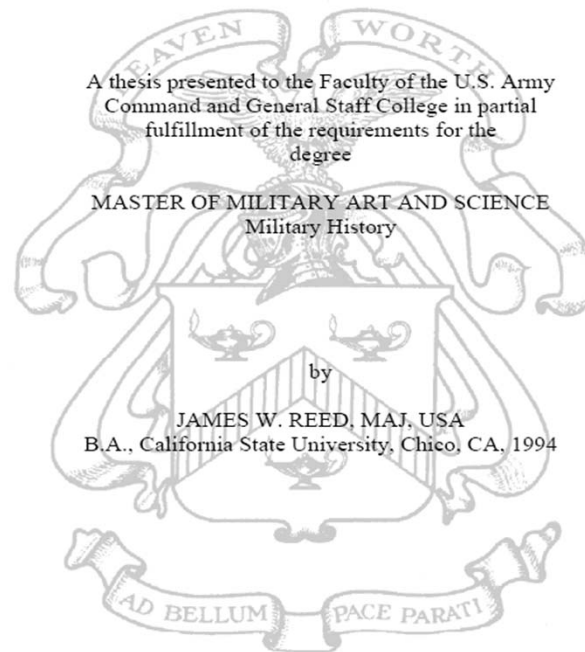 EAVEN WORTH
A thesis presented to the Faculty of the U.S. Army
Command and General Staff College in partial
fulfillment of the requirements for the
degree
MASTER OF MILITARY ART AND SCIENCE
Military History
by
JAMES W. REED, MAJ, USA
B.A., California State University, Chico, CA, 1994
AD BELLUM PACE PARATI